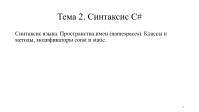 Тема 2. Синтаксис C#
Синтаксис языка. Пространства имен (namespaces). Классы и
методы, модификаторы const и static.